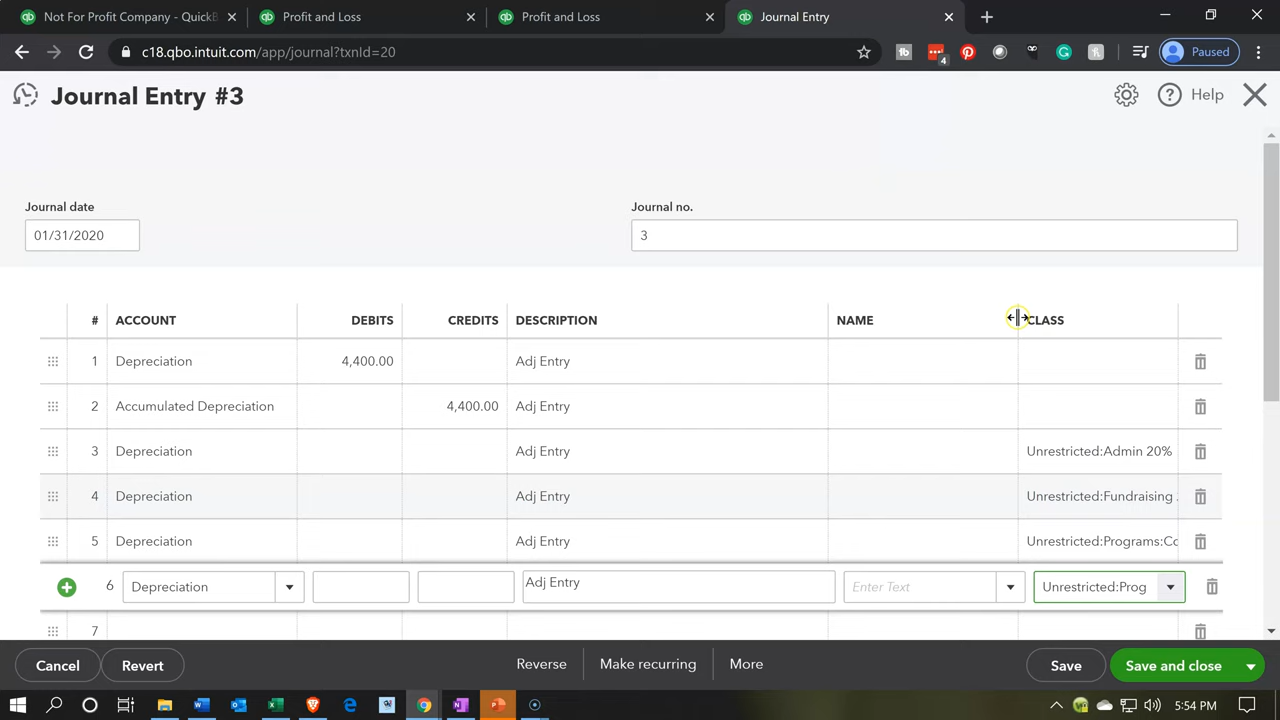 Not For Profit Company - QuickB
Profit and Loss
Profit and Loss
Journal Entry
c18.qbo.intuit.com/app/journal?txnId=20
4
Paused
Journal Entry #3
Help
Journal date
Journal no.
01/31/2020
3
# ACCOUNT DEBITS CREDITS DESCRIPTION NAME CLASS
1 Depreciation 4,400.00 Adj Entry
2 Accumulated Depreciation 4,400.00 Adj Entry
3 Depreciation Adj Entry Unrestricted:Admin 20%
4 Depreciation Adj Entry Unrestricted:Fundraising
5 Depreciation Adj Entry Unrestricted:Programs:Co
6 Depreciation Adj Entry Enter Text Unrestricted:Prog
7
Cancel Revert Reverse Make recurring More Save Save and close
5:54 PM